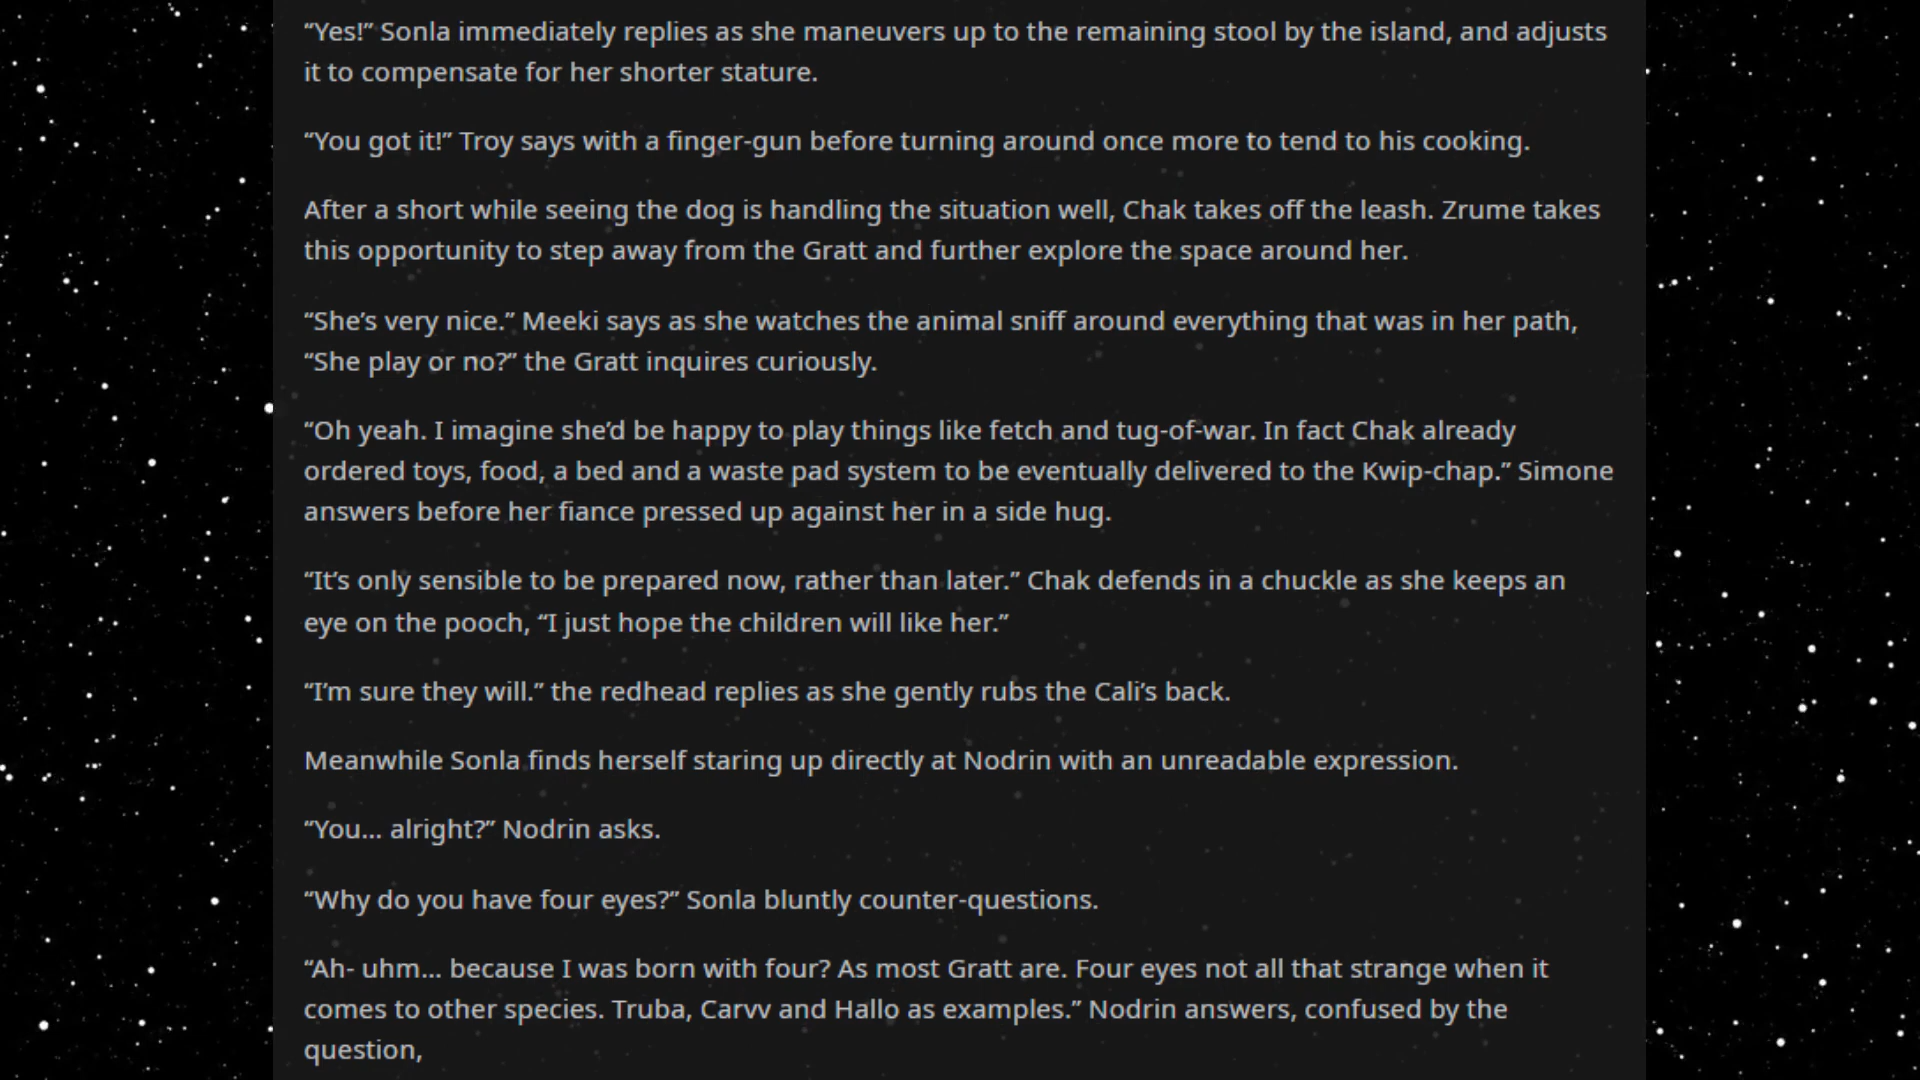 “Yes!” Sonla immediately replies as she maneuvers up to the remaining stool by the island, and adjusts
it to compensate for her shorter stature.
“You got it!” Troy says with a finger-gun before turning around once more to tend to his cooking.
After a short while seeing the dog is handling the situation well, Chak takes off the leash. Zrume takes
this opportunity to step away from the Gratt and further explore the space around her.
“She’s very nice.” Meeki says as she watches the animal sniff around everything that was in her path,
“She play or no?” the Gratt inquires curiously.
“Oh yeah. I imagine she’d be happy to play things like fetch and tug-of-war. In fact Chak already
ordered toys, food, a bed and a waste pad system to be eventually delivered to the Kwip-chap.” Simone
answers before her fiance pressed up against her in a side hug.
“It’s only sensible to be prepared now, rather than later.” Chak defends in a chuckle as she keeps an
eye on the pooch, “I just hope the children will like her.”
“I’m sure they will.” the redhead replies as she gently rubs the Cali’s back.
Meanwhile Sonla finds herself staring up directly at Nodrin with an unreadable expression.
“You... alright?” Nodrin asks.
“Why do you have four eyes?” Sonla bluntly counter-questions.
“Ah- uhm... because I was born with four? As most Gratt are. Four eyes not all that strange when it
comes to other species. Truba, Carvv and Hallo as examples.” Nodrin answers, confused by the
question,